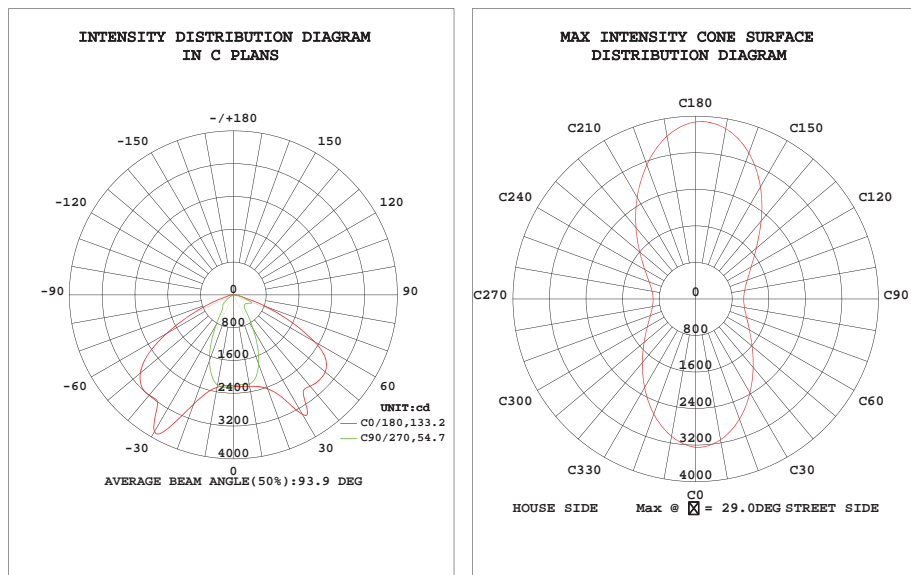 INTENSITY DISTRIBUTION DIAGRAM
IN C PLANS
-/+180
-150
150
-120
120
-90
0
90
800
1600
-60
60
2400
UNIT:cd
3200
C0/180,133.2
-30
30
C90/270,54.7
4000
0
AVERAGE BEAM ANGLE(50%):93.9 DEG
MAX INTENSITY CONE SURFACE
DISTRIBUTION DIAGRAM
C180
C210
C150
C240
C120
C270
0
C90
800
1600
C300
C60
2400
3200
C330
C30
4000
C0
HOUSE SIDE
Max @ = 29.0DEG STREET SIDE